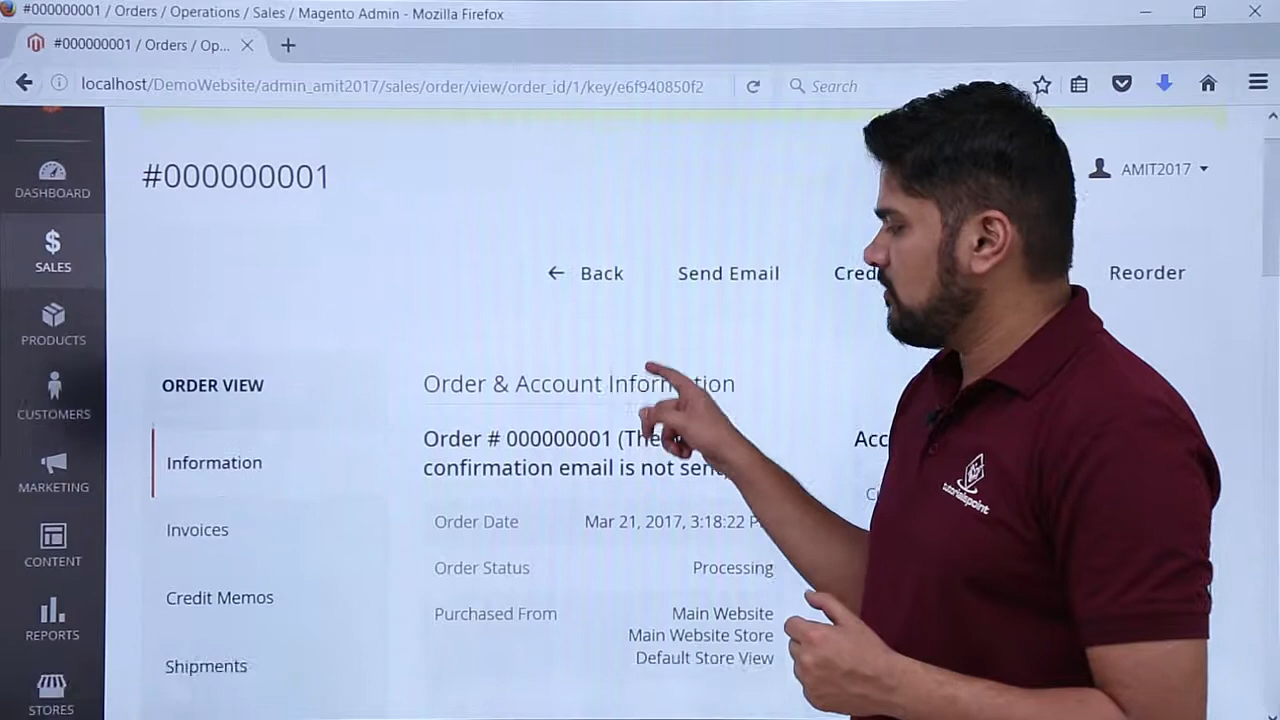 #000000001 / Orders / Operations / Sales / Magento Admin - Mozilla Firefox
#000000001 / Orders / Op...
localhost/DemoWebsite/admin_amit2017/sales/order/view/order_id/1/key/e6f940850f2
Search
#000000001
AMIT2017
Back Send Email Reorder
DASHBOARD
SALES
PRODUCTS
CUSTOMERS
MARKETING
CONTENT
REPORTS
STORES
ORDER VIEW
Information
Invoices
Credit Memos
Shipments
Order & Account Information
Order # 000000001 (The
confirmation email is not sent
Order Date Mar 21, 2017, 3:18:22
Order Status Processing
Purchased From Main Website
Main Website Store
Default Store View
tutorialspoint